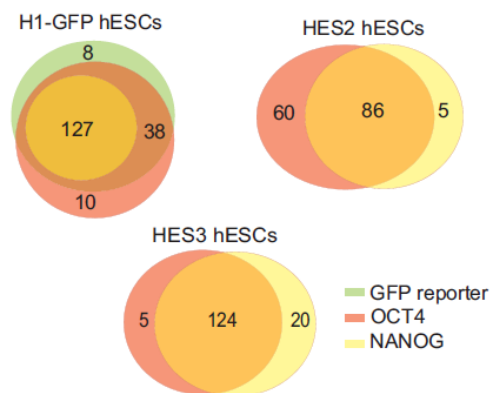 H1-GFP hESCs
8
127
38
10
HES2 hESCs
60
86
5
HES3 hESCs
5
124
20
GFP reporter
OCT4
NANOG